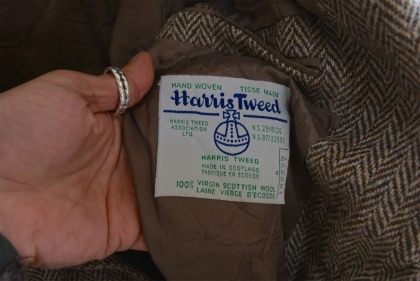 HAND WOVEN TISSE MAIN
Harris Tweed
HARRIS TWEED
ASSOCIATION
LTD.
HARRIS TWEED
MADE IN SCOTLAND
FABRIQUE EN ECOSSE
100% VIRGIN SCOTTISH WOOL
LAINE VIERGE D'ECOSSE